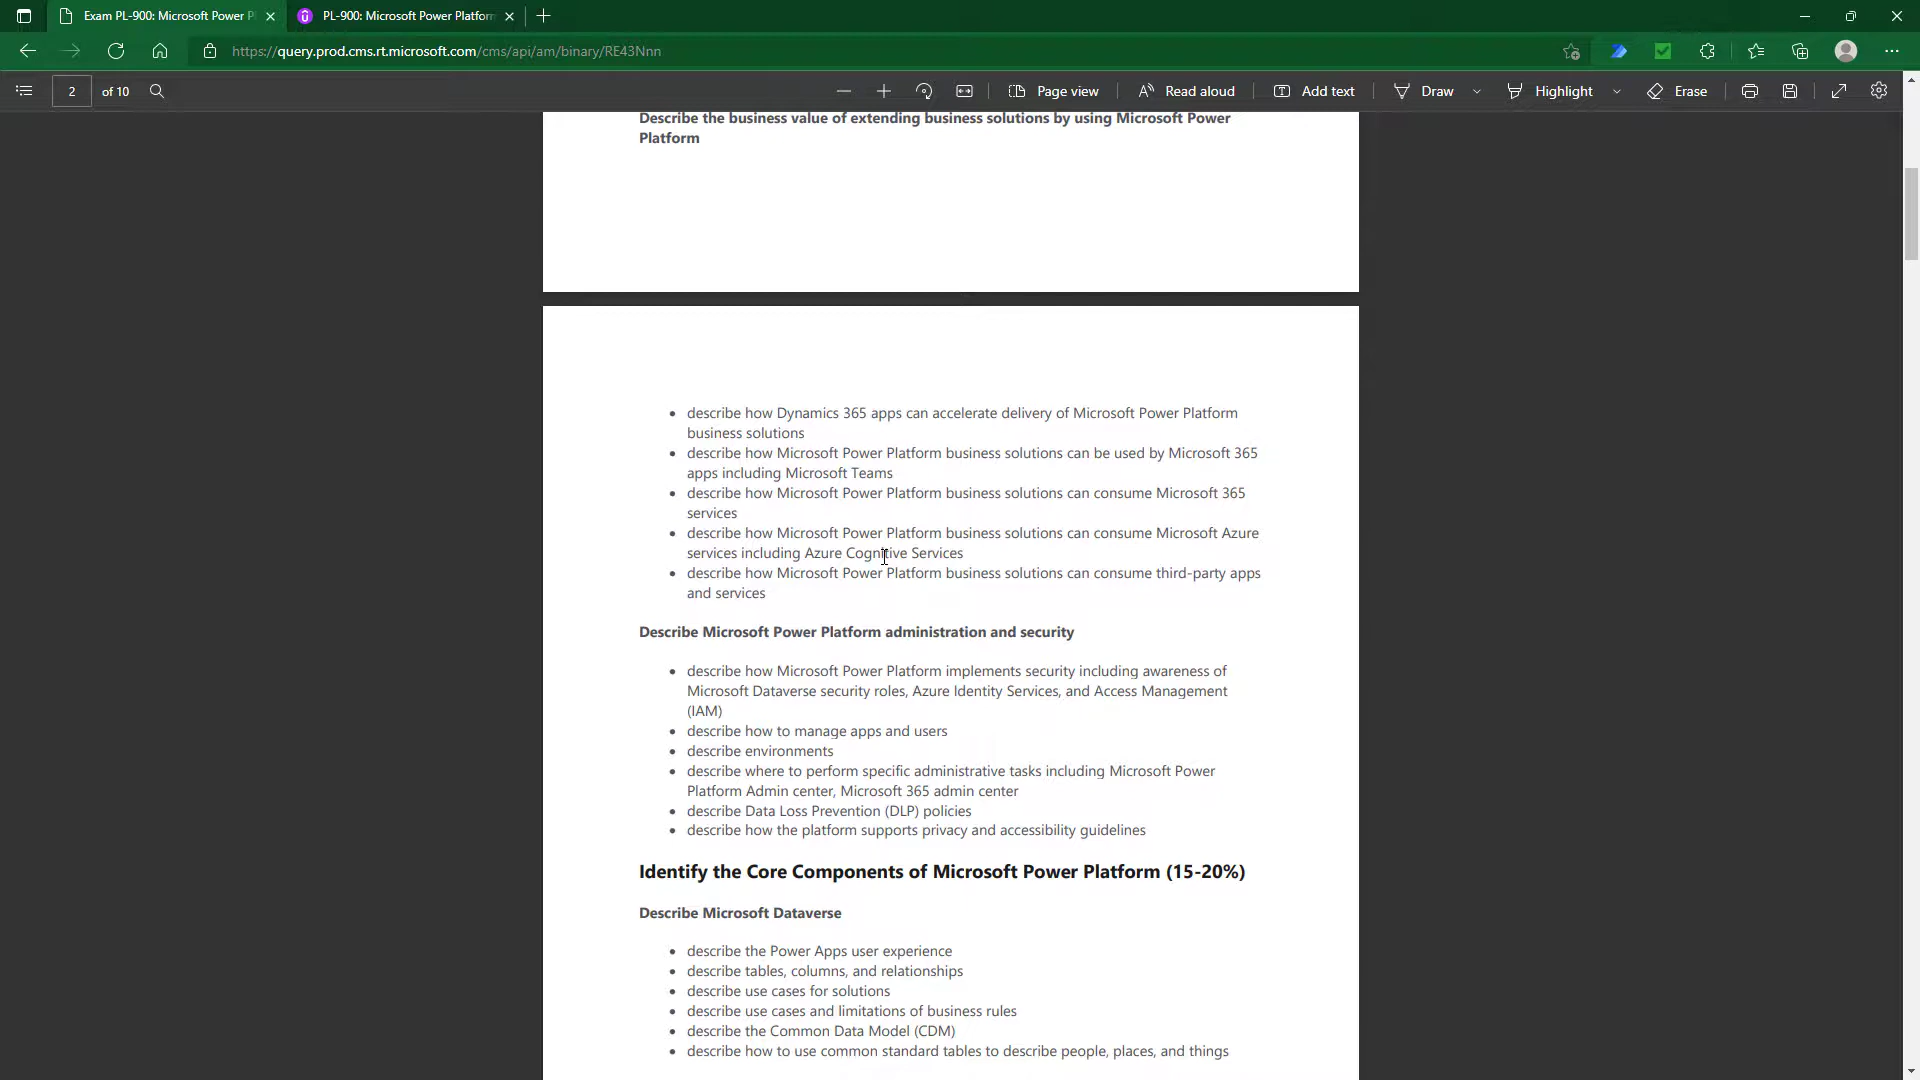 Exam PL-900: Microsoft Power P
PL-900: Microsoft Power Platform
https://query.prod.cms.rt.microsoft.com/cms/api/am/binary/RE43Nnn
2 of 10
Page view
Read aloud
Add text
Draw
Highlight
Erase
Describe the business value of extending business solutions by using Microsoft Power
Platform
• describe how Dynamics 365 apps can accelerate delivery of Microsoft Power Platform
business solutions
• describe how Microsoft Power Platform business solutions can be used by Microsoft 365
apps including Microsoft Teams
• describe how Microsoft Power Platform business solutions can consume Microsoft 365
services
• describe how Microsoft Power Platform business solutions can consume Microsoft Azure
services including Azure Cognitive Services
• describe how Microsoft Power Platform business solutions can consume third-party apps
and services
Describe Microsoft Power Platform administration and security
• describe how Microsoft Power Platform implements security including awareness of
Microsoft Dataverse security roles, Azure Identity Services, and Access Management
(IAM)
• describe how to manage apps and users
• describe environments
• describe where to perform specific administrative tasks including Microsoft Power
Platform Admin center, Microsoft 365 admin center
• describe Data Loss Prevention (DLP) policies
• describe how the platform supports privacy and accessibility guidelines
Identify the Core Components of Microsoft Power Platform (15-20%)
Describe Microsoft Dataverse
• describe the Power Apps user experience
• describe tables, columns, and relationships
• describe use cases for solutions
• describe use cases and limitations of business rules
• describe the Common Data Model (CDM)
• describe how to use common standard tables to describe people, places, and things